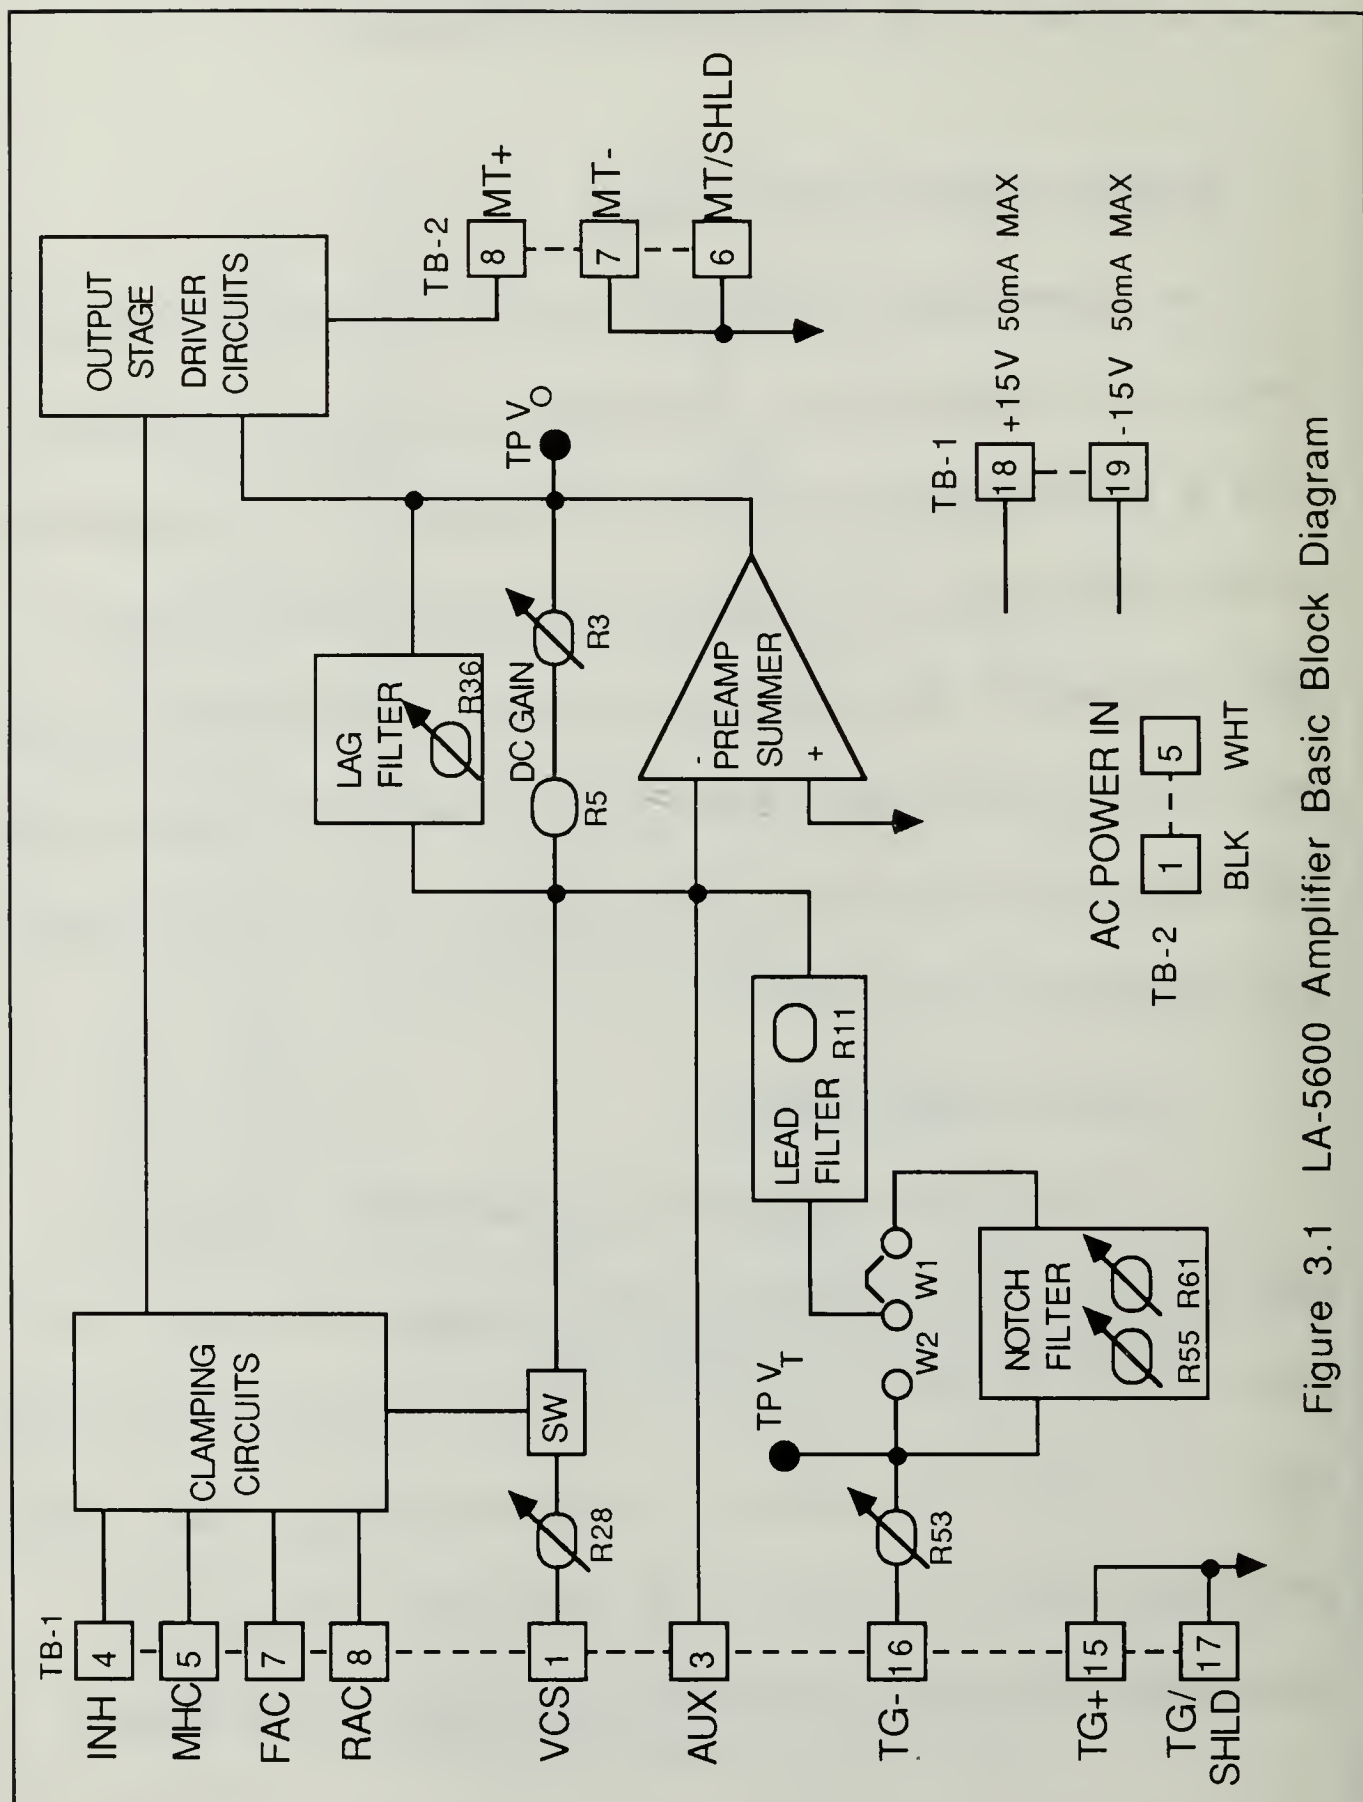 TB-1
INH
4
MHC
5
FAC
7
RAC
8
VCS
1
AUX
3
TG-
16
TG+
15
TG/
SHLD
17
CLAMPING
CIRCUITS
R28
SW
R53
TP VT
W2
W1
NOTCH
FILTER
R55
R61
LEAD
FILTER
R11
LAG
FILTER
R36
DC GAIN
R5
R3
-
PREAMP
SUMMER
+
TP VO
OUTPUT
STAGE
DRIVER
CIRCUITS
TB-2
8
MT+
7
MT-
6
MT/SHLD
AC POWER IN
TB-2
1
5
BLK
WHT
TB-1
18
+15V 50mA MAX
19
-15V 50mA MAX
Figure 3.1 LA-5600 Amplifier Basic Block Diagram